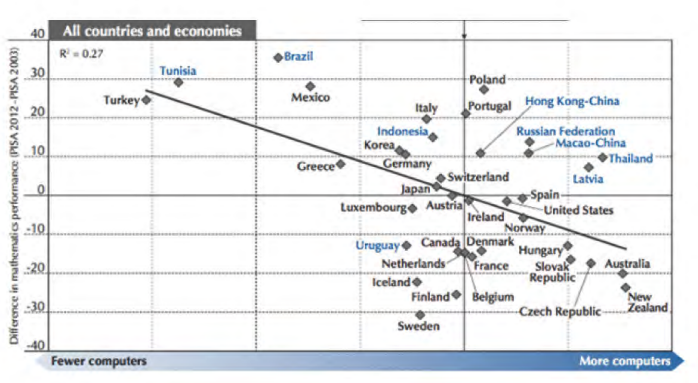 All countries and economies
R² = 0.27
Difference in mathematics performance (PISA 2012 - PISA 2003)
40
30
20
10
0
-10
-20
-30
-40
Brazil
Tunisia
Turkey
Mexico
Poland
Italy
Portugal
Hong Kong-China
Indonesia
Russian Federation
Korea
Macao-China
Germany
Thailand
Greece
Latvia
Switzerland
Japan
Spain
Luxembourg
Austria
United States
Ireland
Norway
Uruguay
Canada
Denmark
Hungary
Netherlands
France
Slovak
Republic
Australia
Iceland
Finland
Belgium
New
Zealand
Czech Republic
Sweden
Fewer computers
More computers